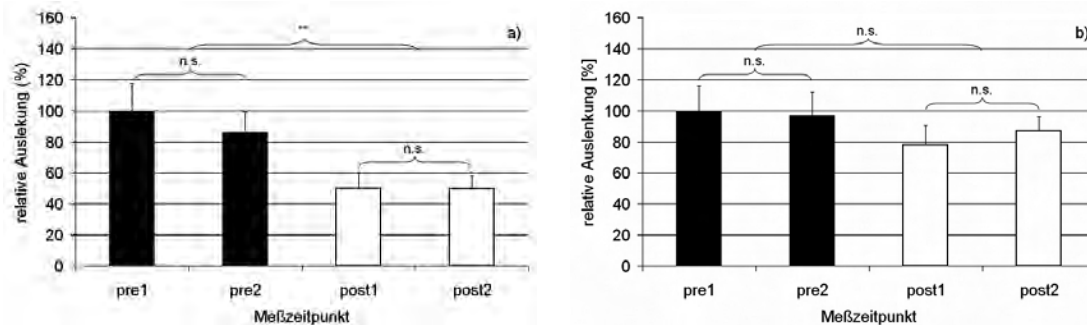 relative Auslekung (%)
160
140
120
100
80
60
40
20
0
a)
**
n.s.
n.s.
pre1 pre2 post1 post2
Meßzeitpunkt
relative Auslenkung [%]
160
140
120
100
80
60
40
20
0
b)
n.s.
n.s.
n.s.
pre1 pre2 post1 post2
Meßzeitpunkt